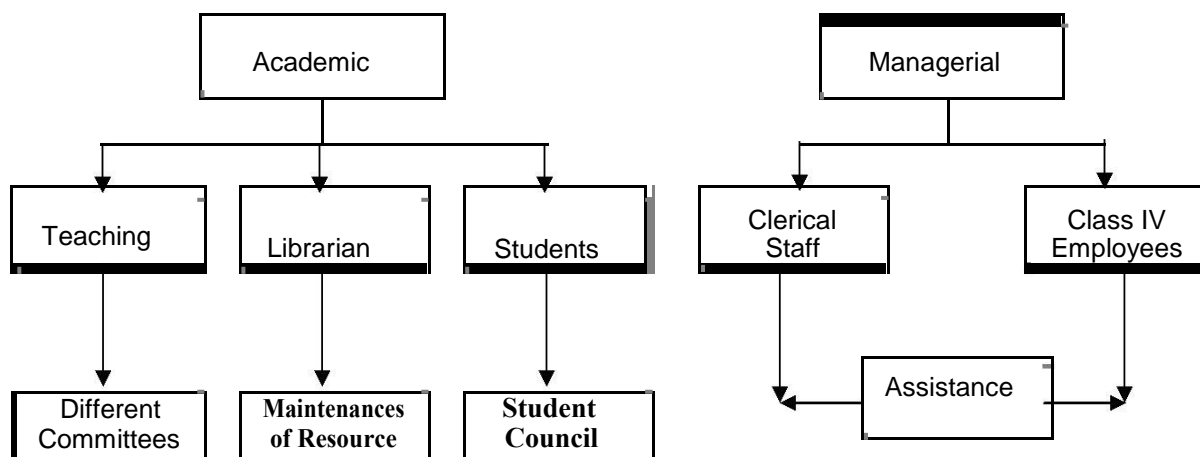 Academic
Managerial
Teaching
Librarian
Students
Clerical
Staff
Class IV
Employees
Different
Committees
Maintenances
of Resource
Student
Council
Assistance